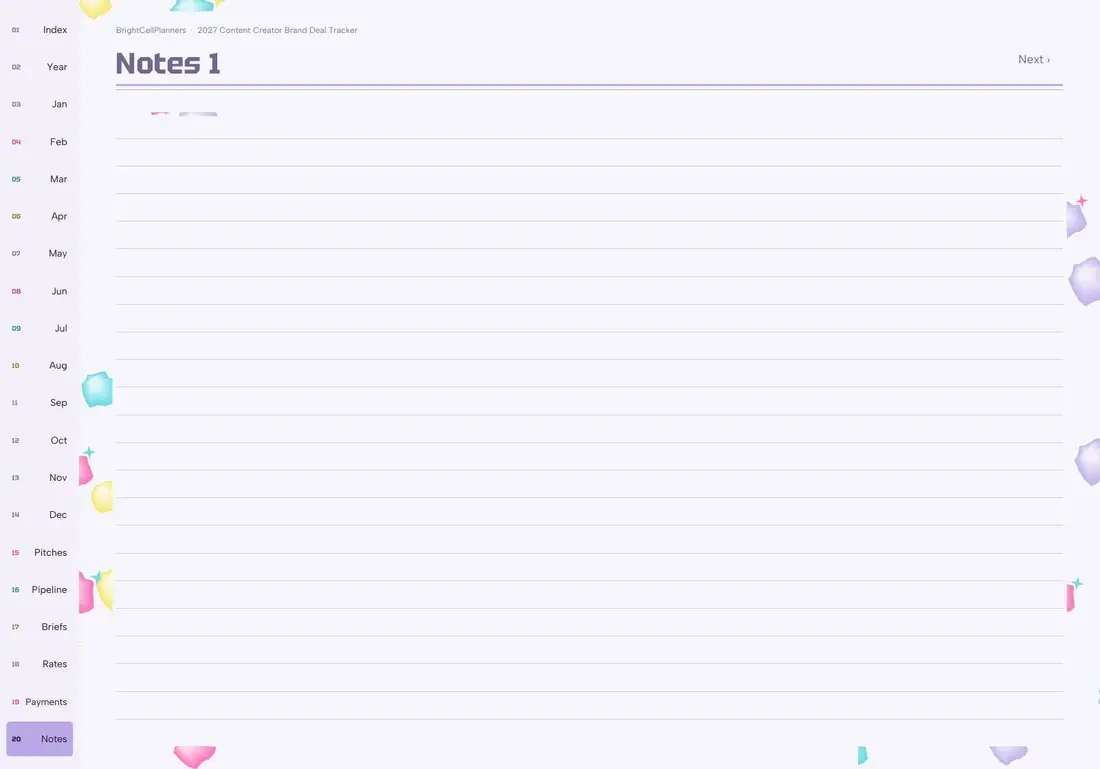 01 Index
02 Year
03 Jan
04 Feb
05 Mar
06 Apr
07 May
08 Jun
09 Jul
10 Aug
11 Sep
12 Oct
13 Nov
14 Dec
15 Pitches
16 Pipeline
17 Briefs
18 Rates
19 Payments
20 Notes
BrightCellPlanners · 2027 Content Creator Brand Deal Tracker
Notes 1
Next ›